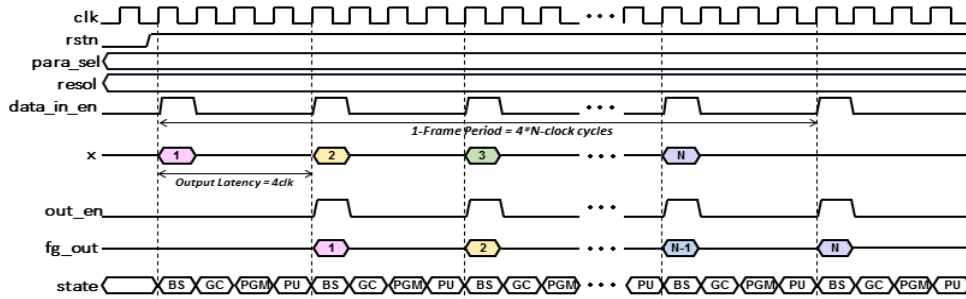 clk
rstn
para_sel
resol
data_in_en
1-Frame Period = 4*N-clock cycles
x 1 2 3 N
Output Latency = 4clk
out_en
fg_out 1 2 N-1 N
state BS GC PGM PU BS GC PGM PU BS GC PGM PU BS GC PGM PU BS GC PGM PU